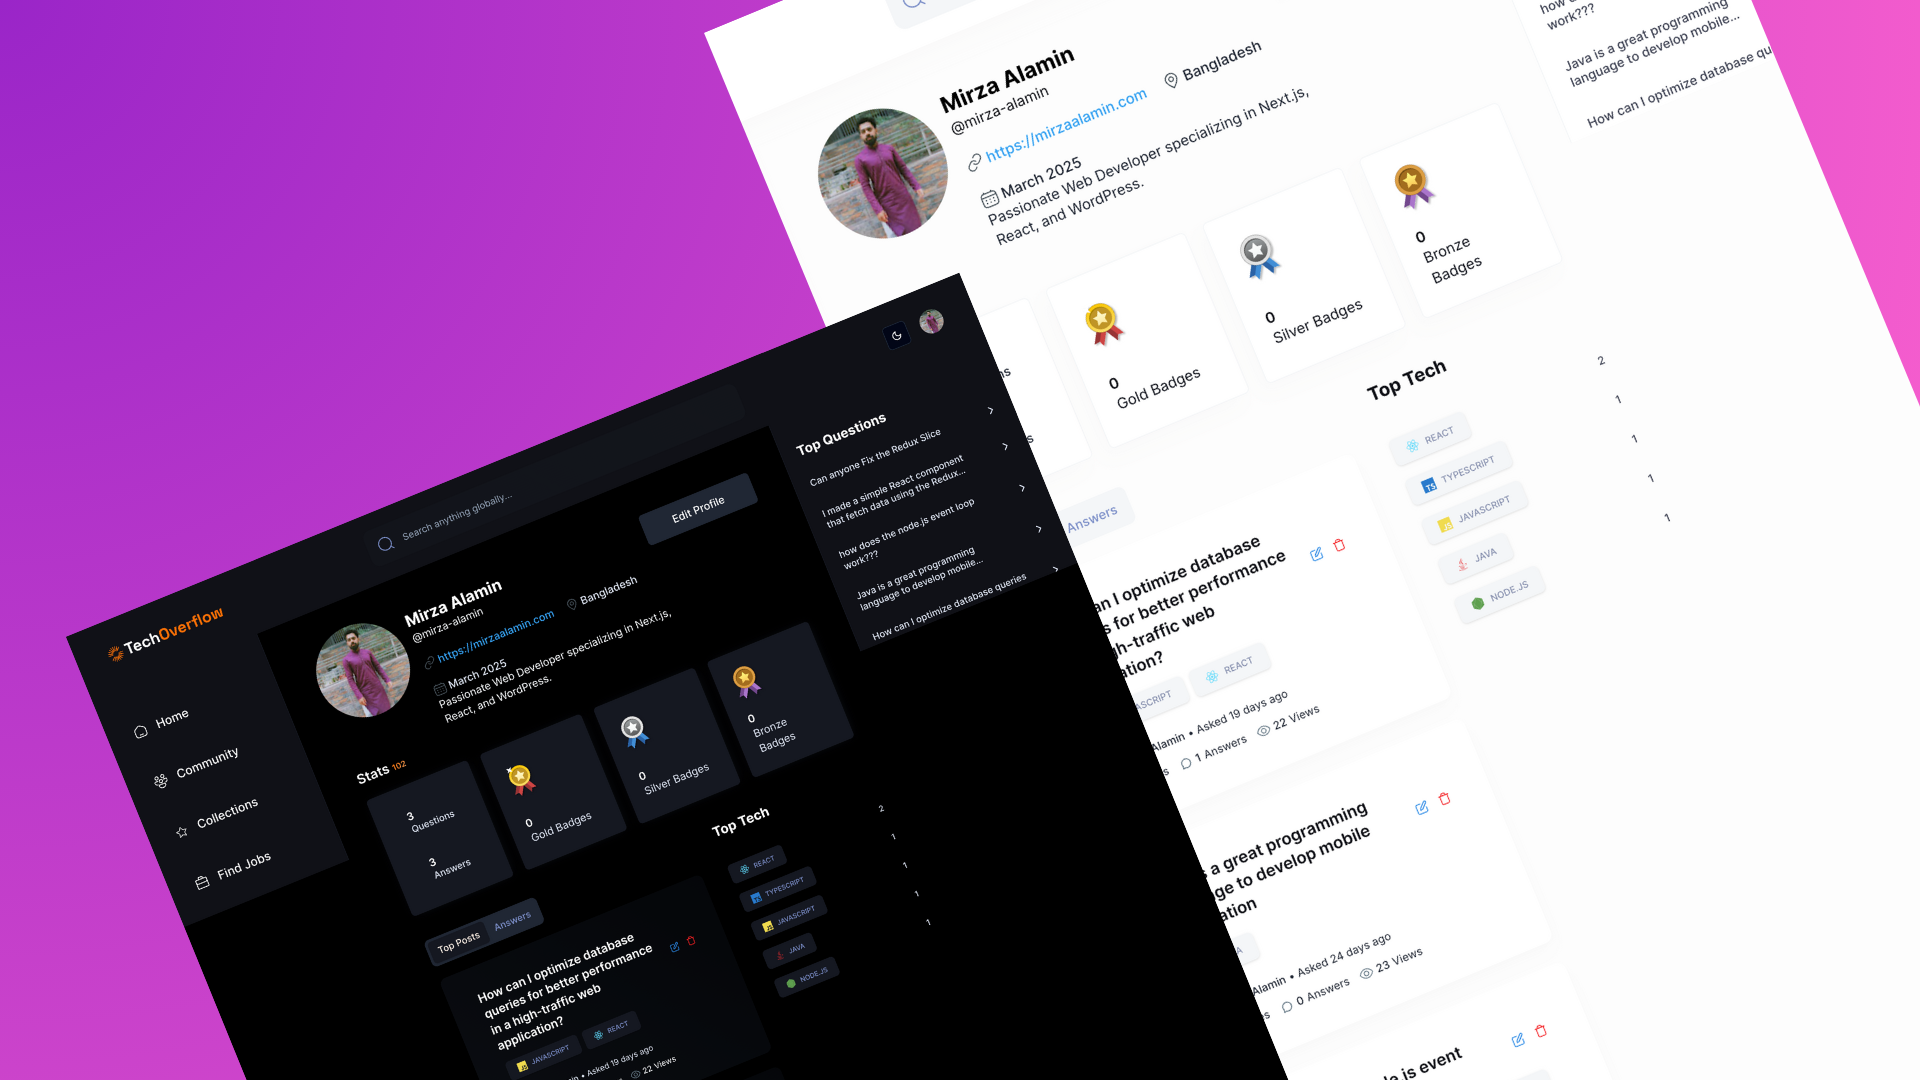 Mirza Alamin
@mirza-alamin
https://mirzaalamin.com
Bangladesh
March 2025
Passionate Web Developer specializing in Next.js,
React, and WordPress.
how
work???
Java is a great programming
language to develop mobile...
How can I optimize database qu
0
Gold Badges
0
Silver Badges
0
Bronze
Badges
Answers
Top Tech
REACT
2
TYPESCRIPT
1
JAVASCRIPT
1
JAVA
1
NODE.JS
1
an I optimize database
s for better performance
gh-traffic web
ation?
ASCRIPT
REACT
Alamin • Asked 19 days ago
1 Answers
22 Views
s a great programming
ge to develop mobile
ation
Alamin • Asked 24 days ago
0 Answers
23 Views
le.js event
TechOverflow
Search anything globally...
Home
Community
Collections
Find Jobs
Edit Profile
Mirza Alamin
@mirza-alamin
https://mirzaalamin.com
Bangladesh
March 2025
Passionate Web Developer specializing in Next.js,
React, and WordPress.
Stats 102
3
Questions
3
Answers
0
Gold Badges
0
Silver Badges
0
Bronze
Badges
Top Posts
Answers
How can I optimize database
queries for better performance
in a high-traffic web
application?
JAVASCRIPT
REACT
in • Asked 19 days ago
22 Views
Top Tech
REACT
2
TYPESCRIPT
1
JAVASCRIPT
1
JAVA
1
NODE.JS
1
Top Questions
Can anyone Fix the Redux Slice
I made a simple React component
that fetch data using the Redux...
how does the node.js event loop
work???
Java is a great programming
language to develop mobile...
How can I optimize database queries